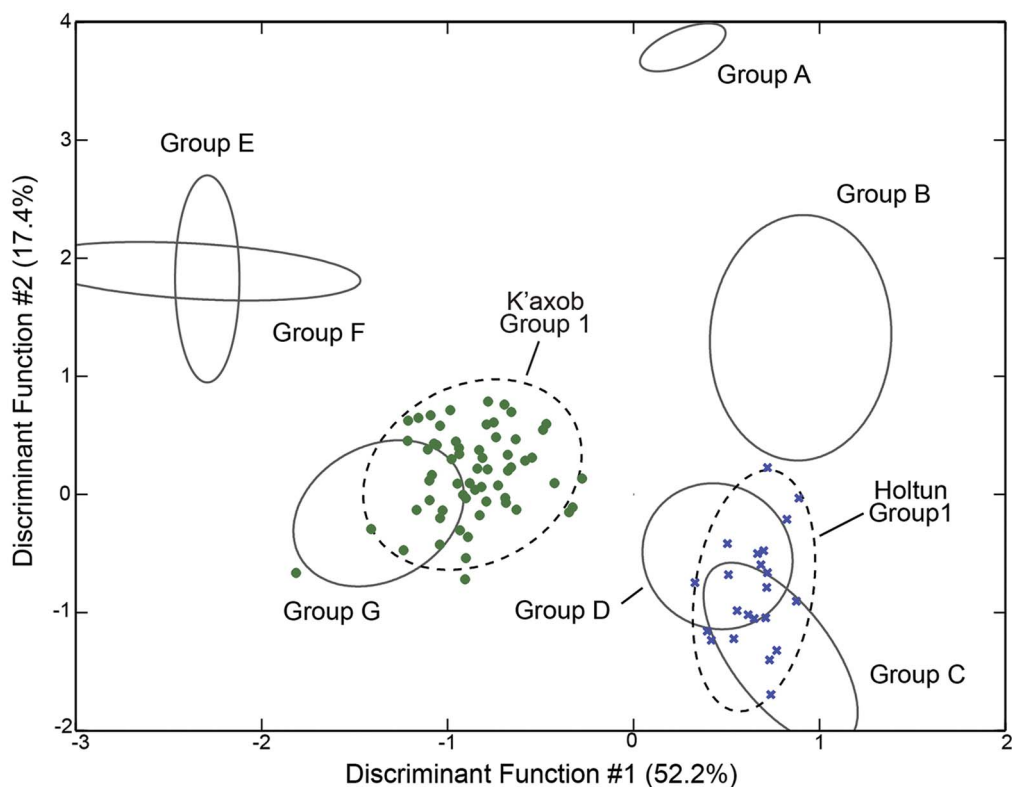 4
Group A
3
Group E
Group B
2
Group F
K'axob
Group 1
1
0
Holtun
Group1
-1
Group G
Group D
Group C
-2
-3
-2
-1
0
1
2
Discriminant Function #1 (52.2%)
Discriminant Function #2 (17.4%)